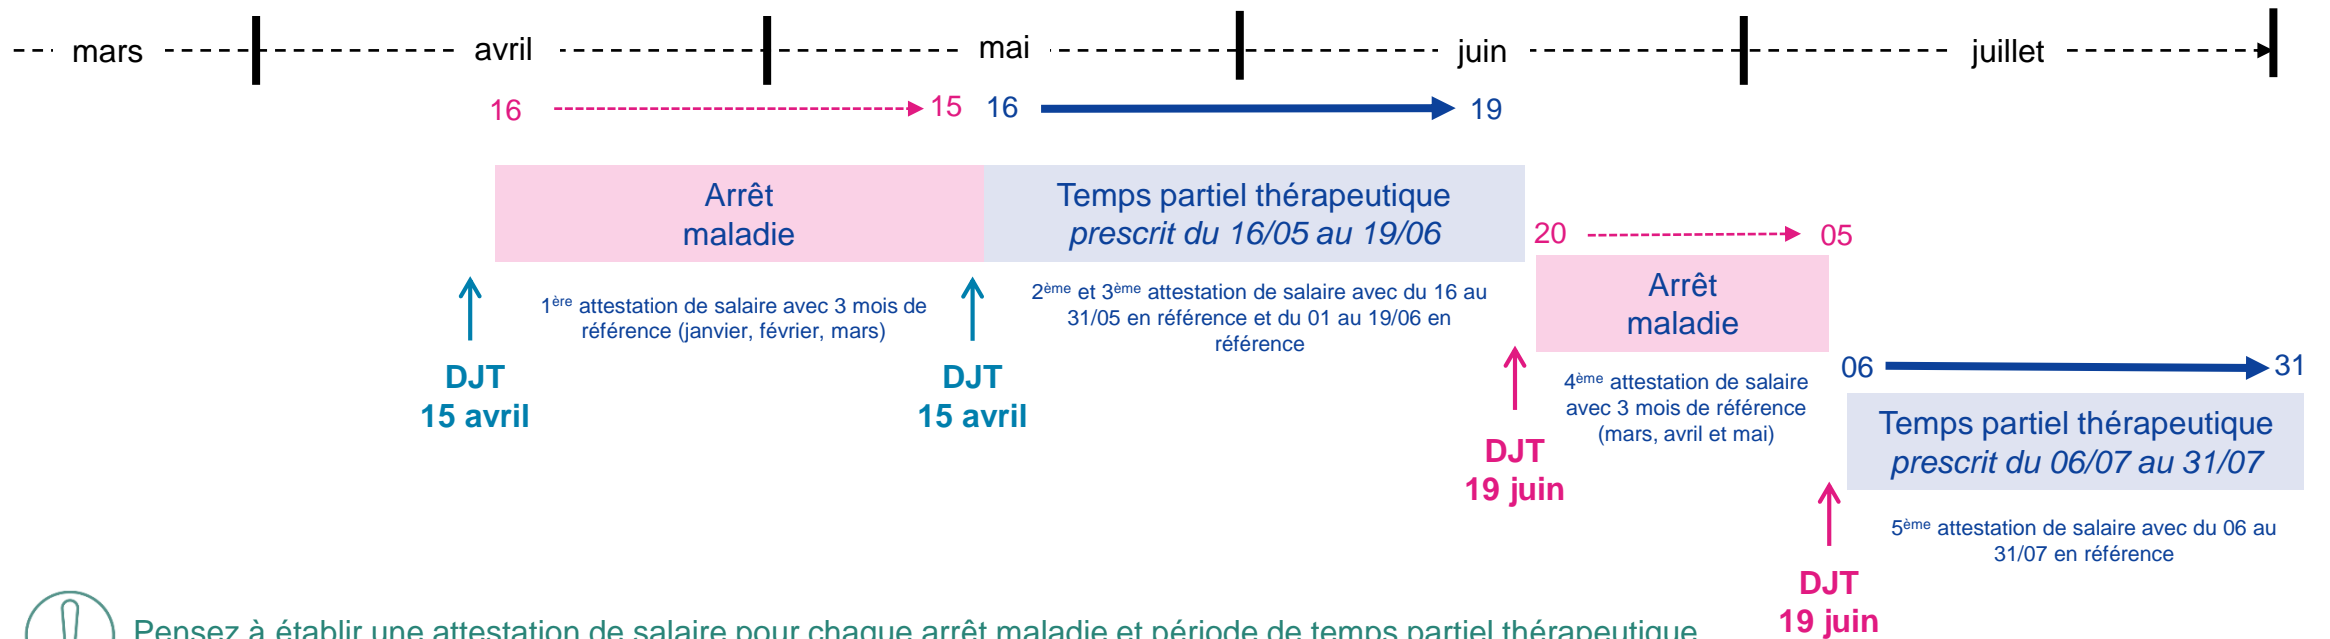 mars
avril
mai
juin
juillet
16
15
16
19
Arrêt
maladie
Temps partiel thérapeutique
prescrit du 16/05 au 19/06
20
05
1ère attestation de salaire avec 3 mois de
référence (janvier, février, mars)
2ème et 3ème attestation de salaire avec du 16 au
31/05 en référence et du 01 au 19/06 en
référence
Arrêt
maladie
DJT
15 avril
DJT
15 avril
06
31
4ème attestation de salaire
avec 3 mois de référence
(mars, avril et mai)
DJT
19 juin
Temps partiel thérapeutique
prescrit du 06/07 au 31/07
5ème attestation de salaire avec du 06 au
31/07 en référence
DJT
19 juin
Pensez à établir une attestation de salaire pour chaque arrêt maladie et période de temps partiel thérapeutique